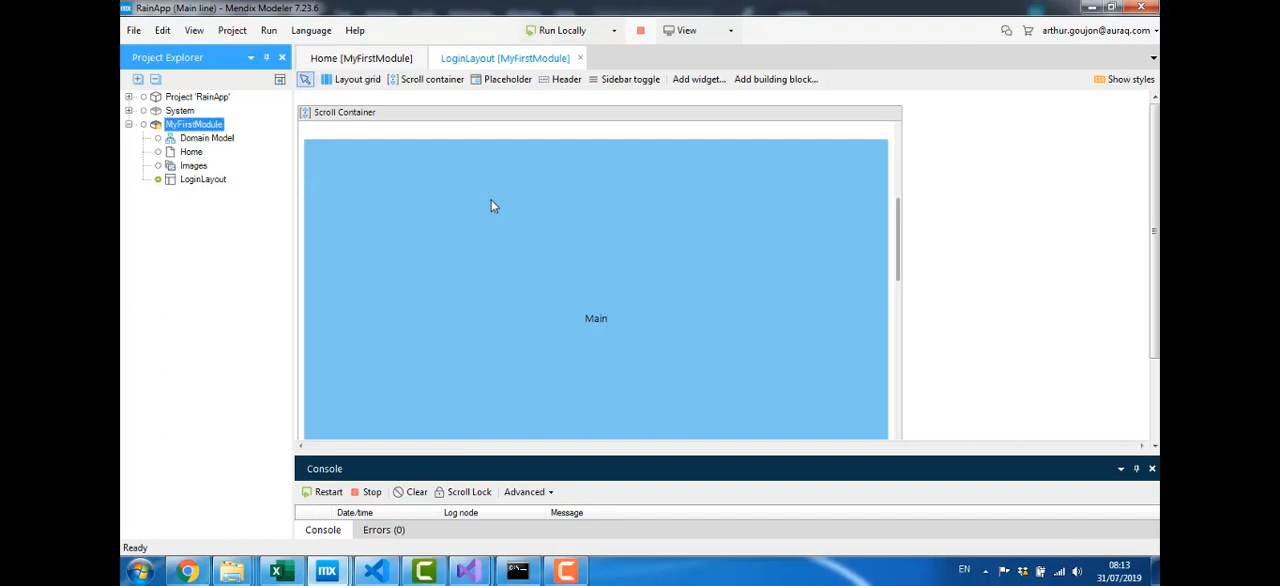 RainApp (Main line) - Mendix Modeler 7.23.6
File Edit View Project Run Language Help
Run Locally
View
arthur.goujon@auraq.com
Project Explorer
Home [MyFirstModule]
LoginLayout [MyFirstModule]
Layout grid Scroll container Placeholder Header Sidebar toggle Add widget... Add building block...
Show styles
Project 'RainApp'
System
MyFirstModule
Domain Model
Home
Images
LoginLayout
Scroll Container
Main
Console
Restart Stop Clear Scroll Lock Advanced
Date/time Log node Message
Console Errors (0)
Ready
EN
08:13
31/07/2019